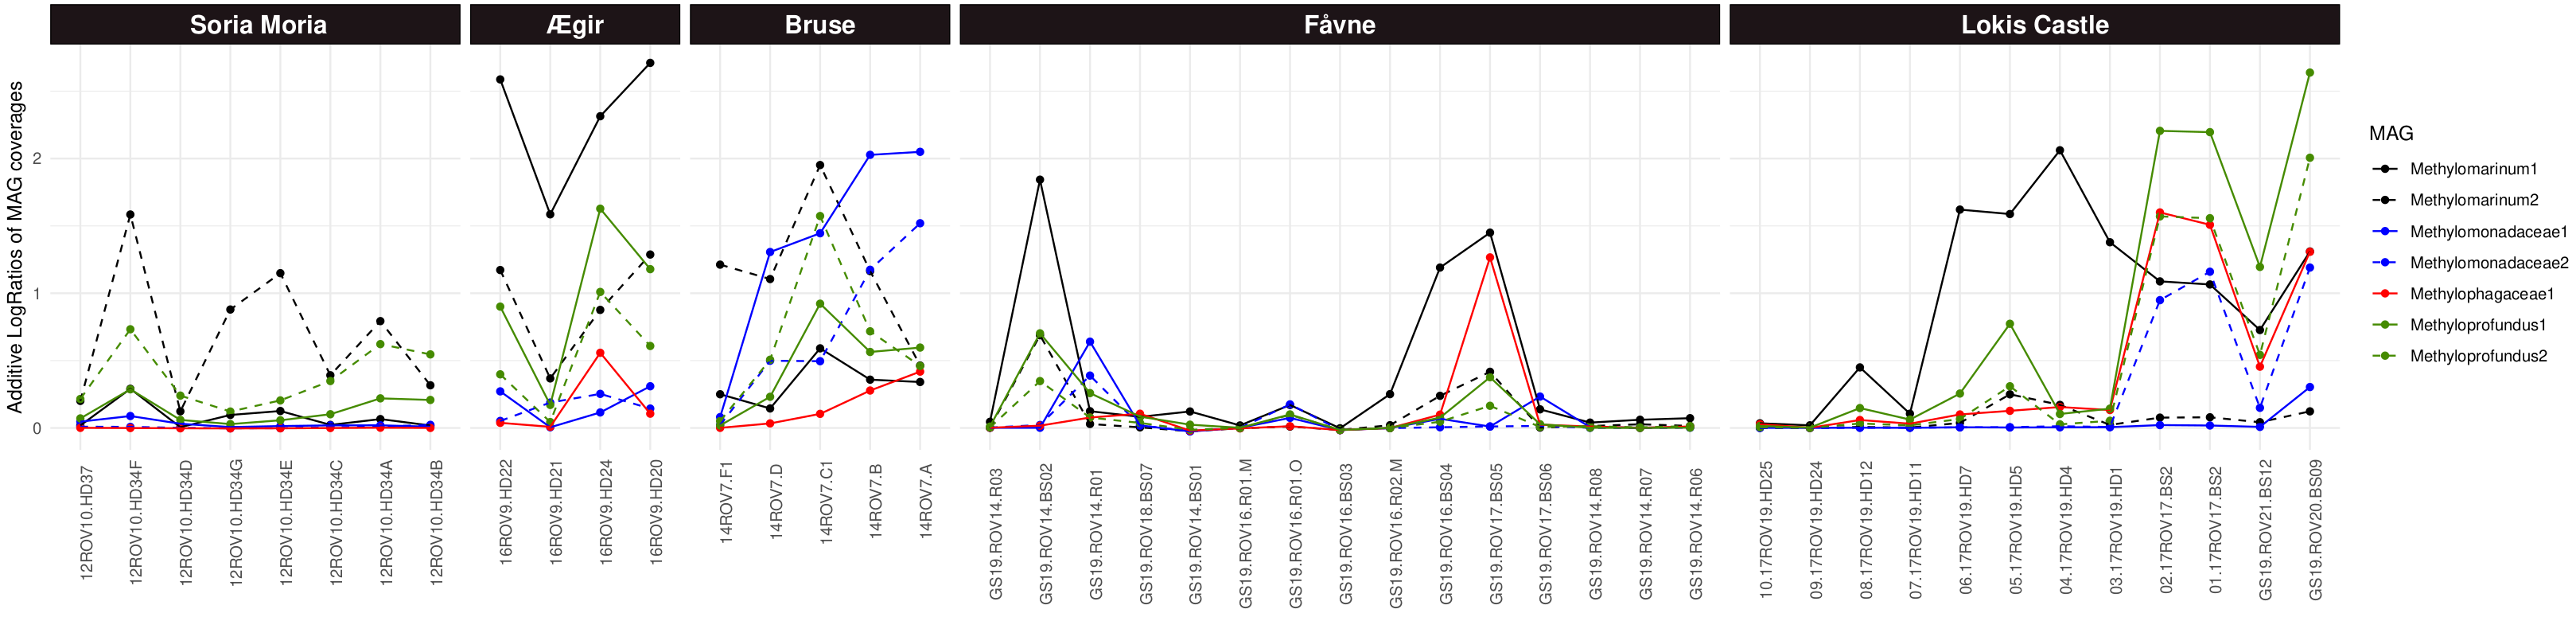 Soria Moria
Ægir
Bruse
Fåvne
Lokis Castle
Additive LogRatios of MAG coverages
2
1
0
12ROV10.HD37
12ROV10.HD34F
12ROV10.HD34D
12ROV10.HD34G
12ROV10.HD34E
12ROV10.HD34C
12ROV10.HD34A
12ROV10.HD34B
16ROV9.HD22
16ROV9.HD21
16ROV9.HD24
16ROV9.HD20
14ROV7.F1
14ROV7.D
14ROV7.C1
14ROV7.B
14ROV7.A
GS19.ROV14.R03
GS19.ROV14.BS02
GS19.ROV14.R01
GS19.ROV18.BS07
GS19.ROV14.BS01
GS19.ROV16.R01.M
GS19.ROV16.R01.O
GS19.ROV16.BS03
GS19.ROV16.R02.M
GS19.ROV16.BS04
GS19.ROV17.BS05
GS19.ROV17.BS06
GS19.ROV14.R08
GS19.ROV14.R07
GS19.ROV14.R06
10.17ROV19.HD25
09.17ROV19.HD24
08.17ROV19.HD12
07.17ROV19.HD11
06.17ROV19.HD7
05.17ROV19.HD5
04.17ROV19.HD4
03.17ROV19.HD1
02.17ROV17.BS2
01.17ROV17.BS2
GS19.ROV21.BS12
GS19.ROV20.BS09
MAG
Methylomarinum1
Methylomarinum2
Methylomonadaceae1
Methylomonadaceae2
Methylophagaceae1
Methyloprofundus1
Methyloprofundus2